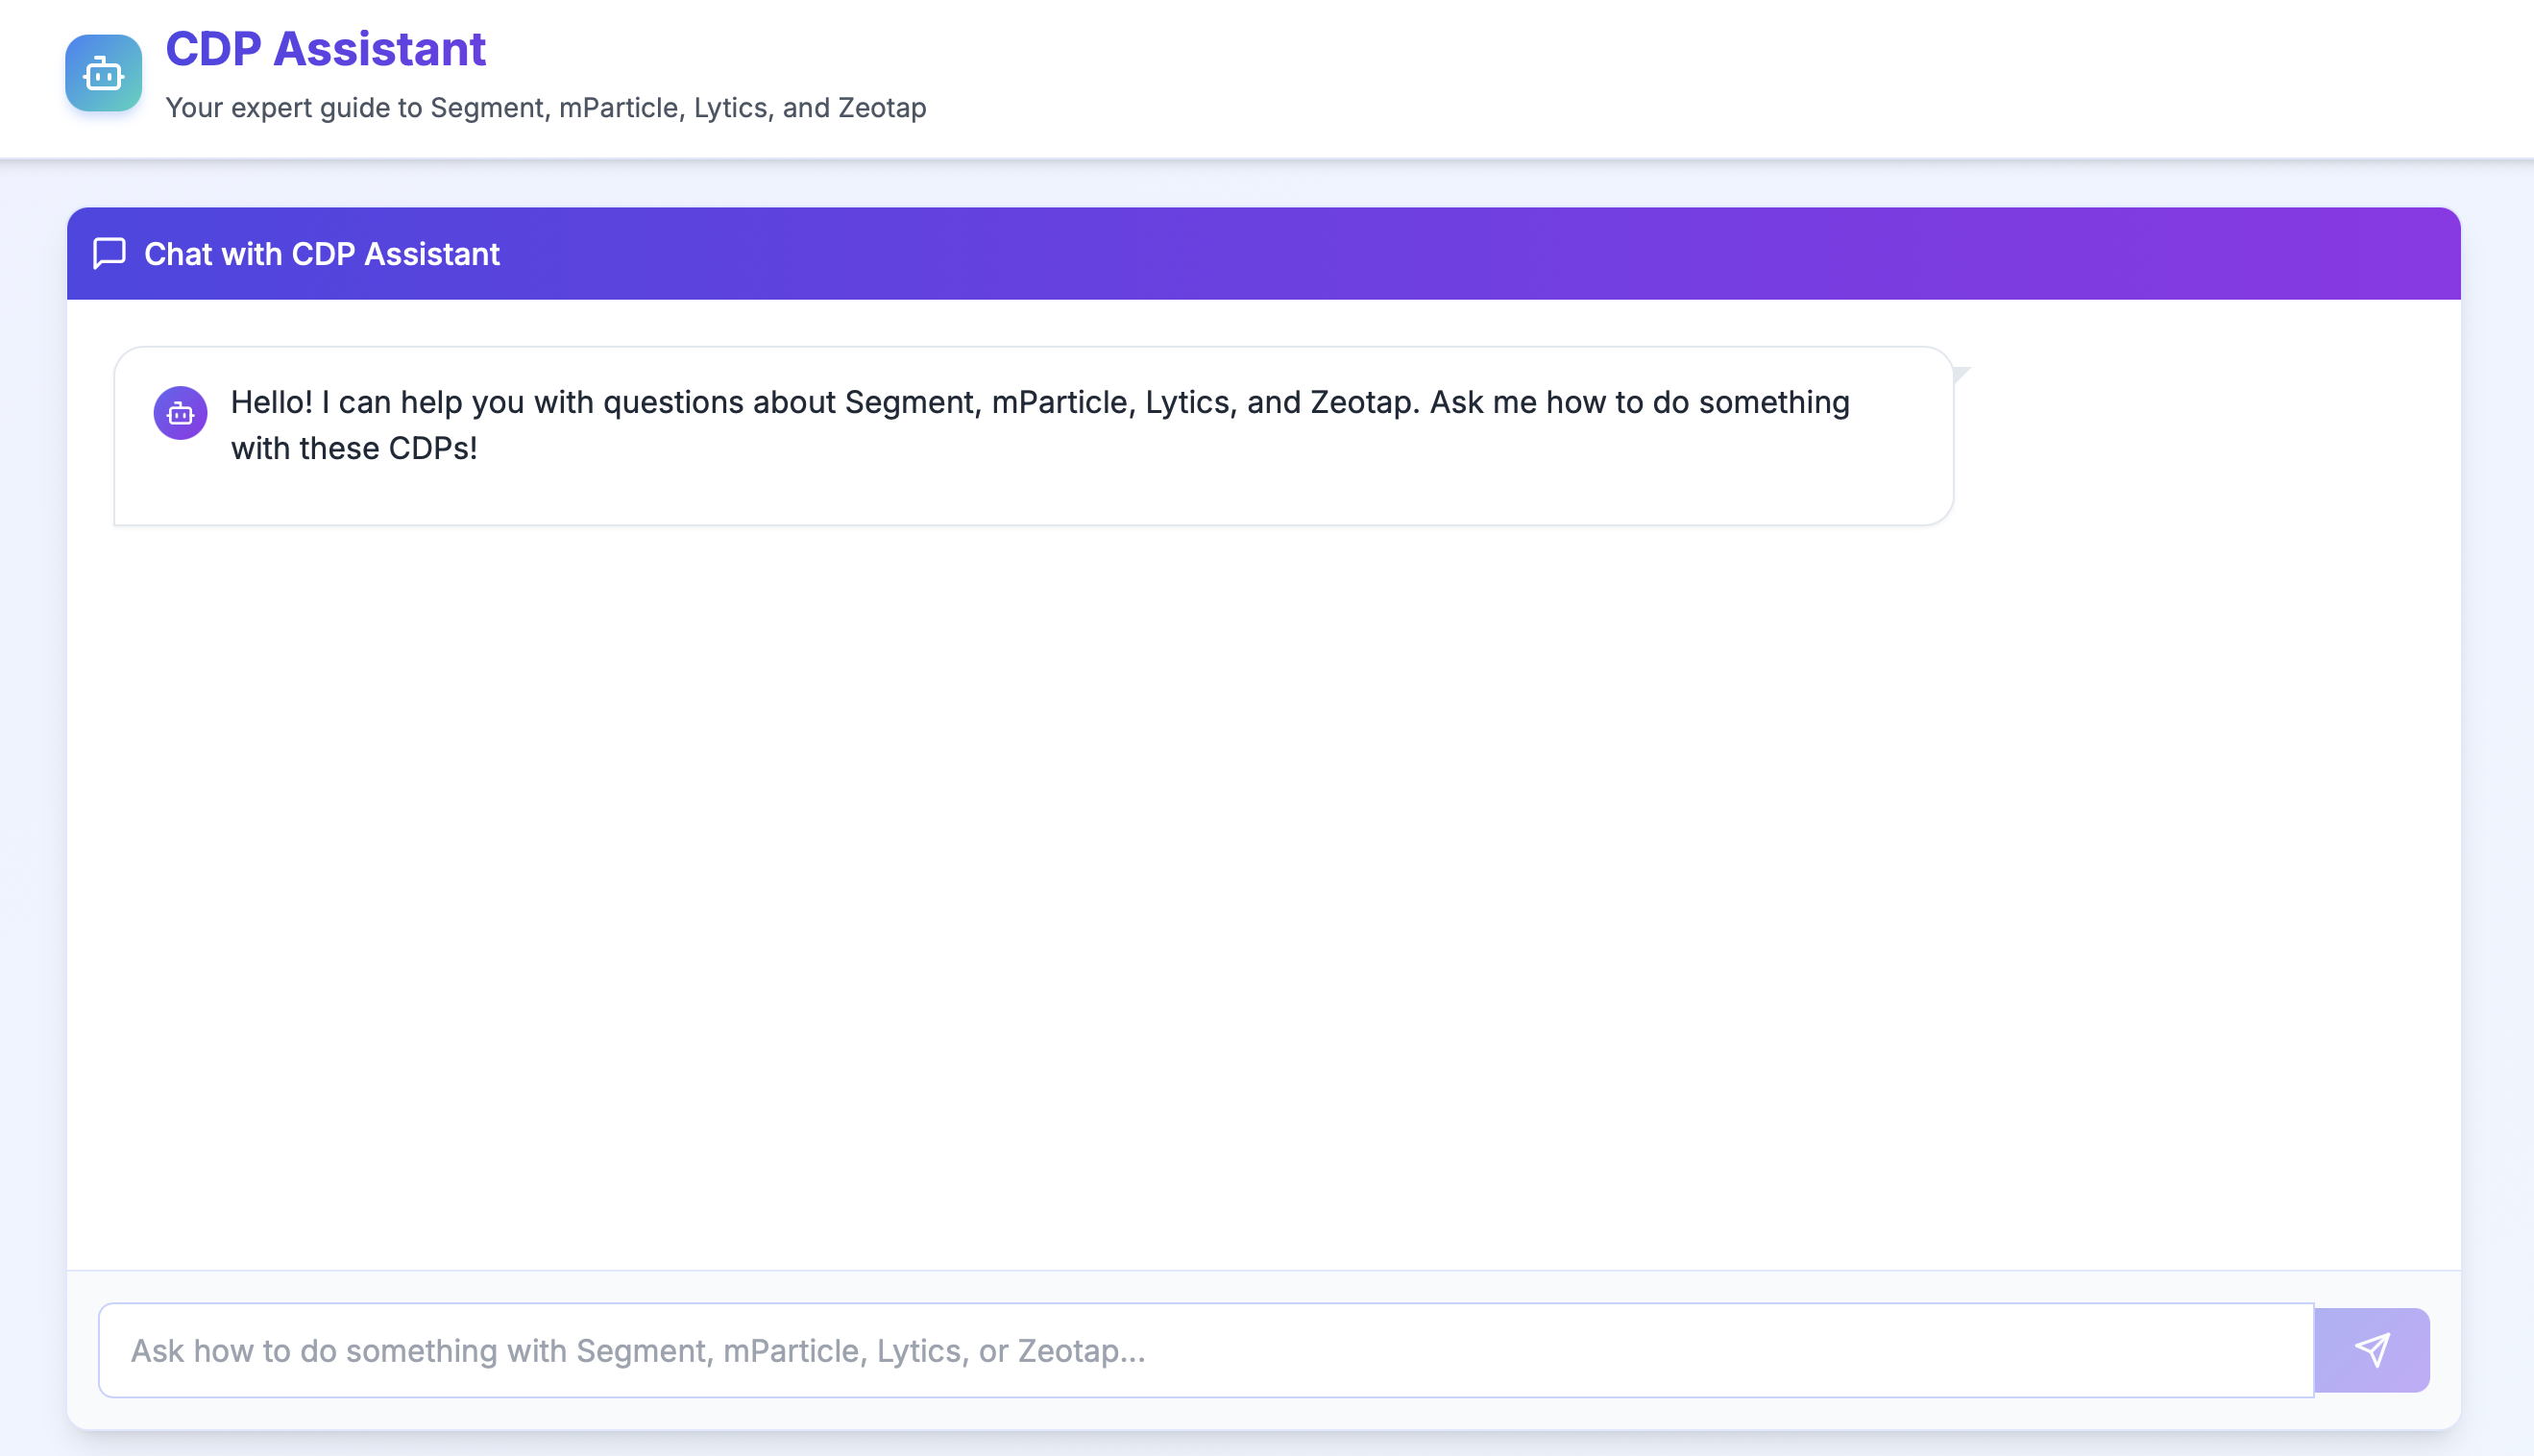 CDP Assistant
Your expert guide to Segment, mParticle, Lytics, and Zeotap
Chat with CDP Assistant
Hello! I can help you with questions about Segment, mParticle, Lytics, and Zeotap. Ask me how to do something
with these CDPs!
Ask how to do something with Segment, mParticle, Lytics, or Zeotap...